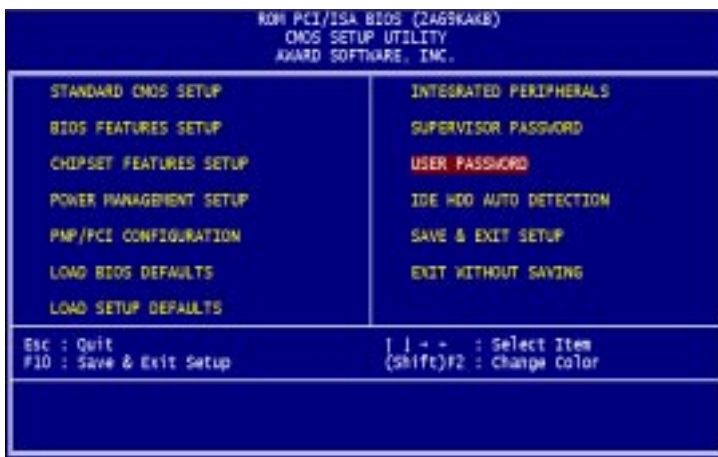 ROM PCI/ISA BIOS (2A69KAKB)
CMOS SETUP UTILITY
AWARD SOFTWARE, INC.
STANDARD CMOS SETUP
BIOS FEATURES SETUP
CHIPSET FEATURES SETUP
POWER MANAGEMENT SETUP
PNP/PCI CONFIGURATION
LOAD BIOS DEFAULTS
LOAD SETUP DEFAULTS
INTEGRATED PERIPHERALS
SUPERVISOR PASSWORD
USER PASSWORD
IDE HDD AUTO DETECTION
SAVE & EXIT SETUP
EXIT WITHOUT SAVING
Esc : Quit
F10 : Save & Exit Setup
: Select Item
(Shift)F2 : Change Color